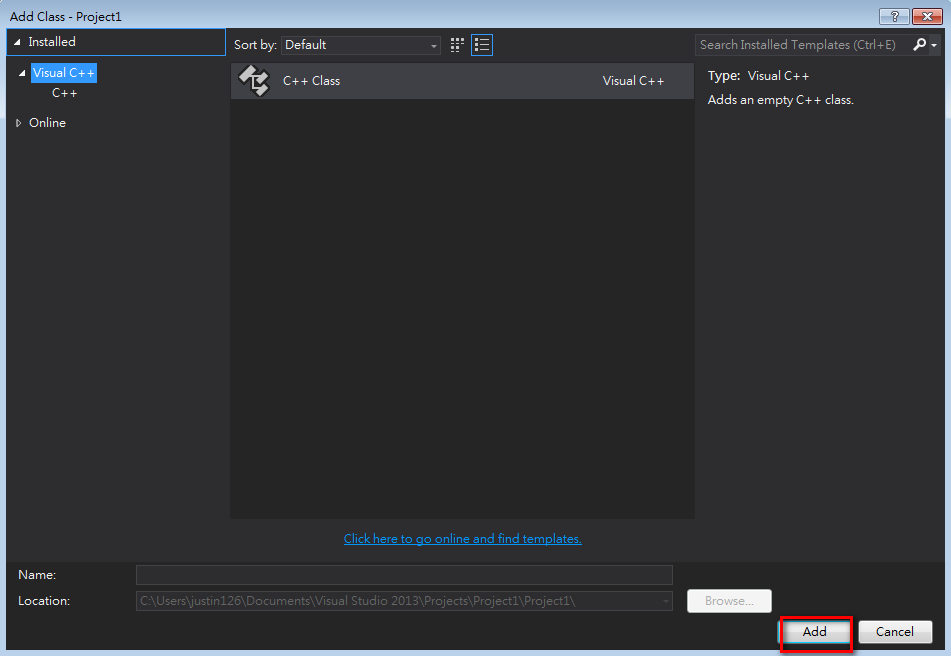 Add Class - Project1
Installed
Visual C++
C++
Online
Sort by: Default
C++ Class Visual C++
Search Installed Templates (Ctrl+E)
Type: Visual C++
Adds an empty C++ class.
Click here to go online and find templates.
Name:
Location: C:\Users\justin126\Documents\Visual Studio 2013\Projects\Project1\Project1\
Browse...
Add Cancel